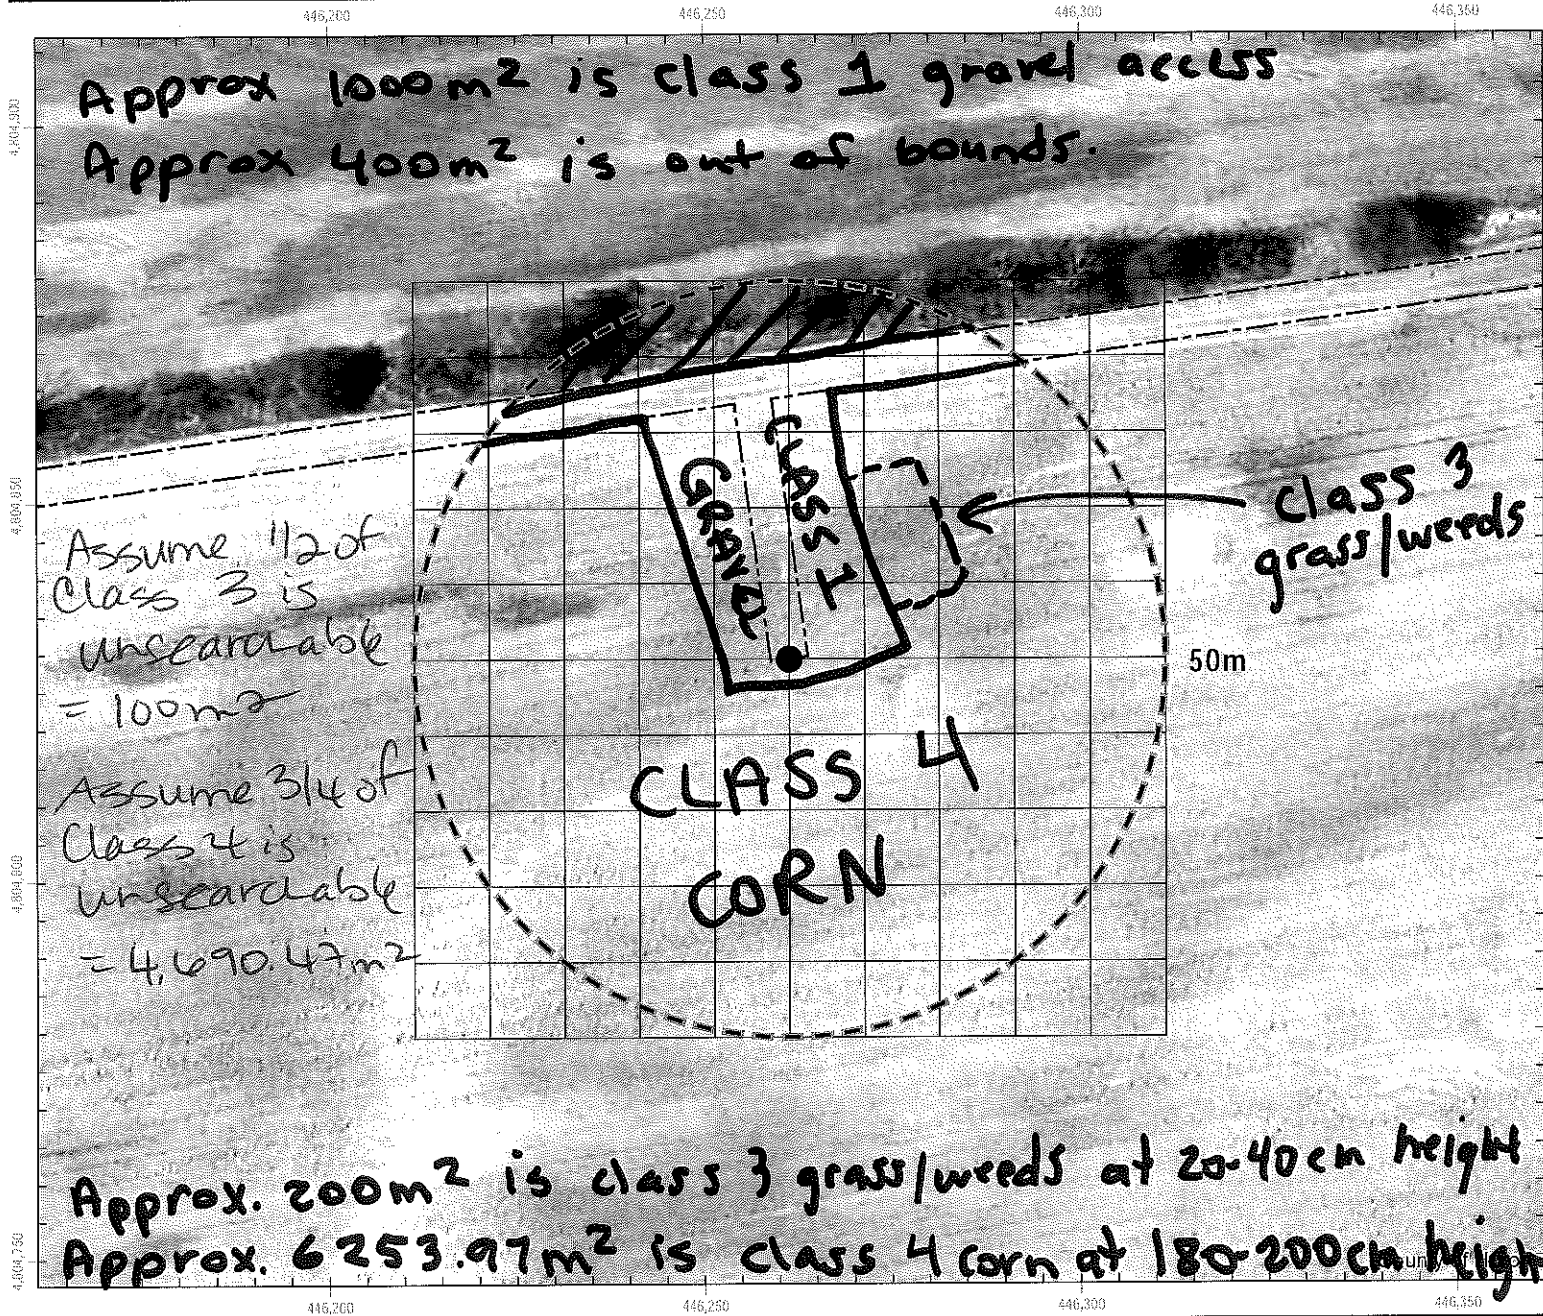 446,200 446,250 446,300 446,350
Approx 1000m² is class 1 gravel access
Approx 400m² is out of bounds.
4,804,900
4,804,850
4,804,800
4,804,750
GRAVEL
CLASS 1
Class 3
grass/weeds
Assume 1/2 of
Class 3 is
unsearchable
= 100m²
50m
Assume 3/4 of
Class 4 is
unsearchable
= 4,690.47m²
CLASS 4
CORN
Approx. 200m² is class 3 grass/weeds at 20-40cm height
Approx. 6253.97m² is class 4 corn at 180-200cm heigh
446,200 446,250 446,300 446,350